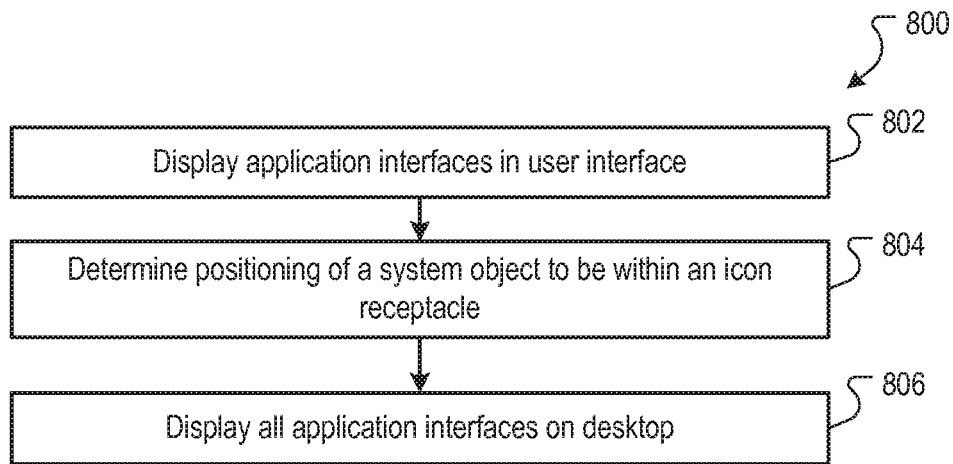 800
802
Display application interfaces in user interface
804
Determine positioning of a system object to be within an icon
receptacle
806
Display all application interfaces on desktop